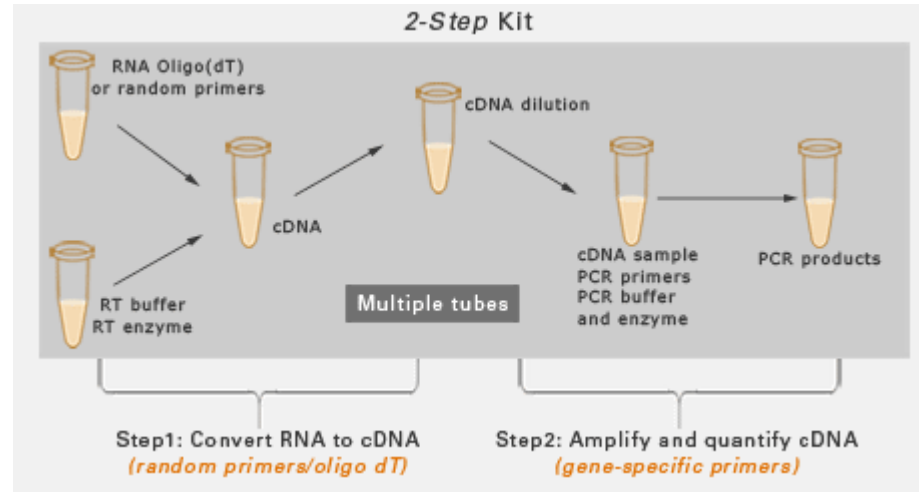 2-Step Kit
RNA Oligo(dT)
or random primers
cDNA dilution
cDNA
RT buffer
RT enzyme
Multiple tubes
cDNA sample
PCR primers
PCR buffer
and enzyme
PCR products
Step1: Convert RNA to cDNA
(random primers/oligo dT)
Step2: Amplify and quantify cDNA
(gene-specific primers)